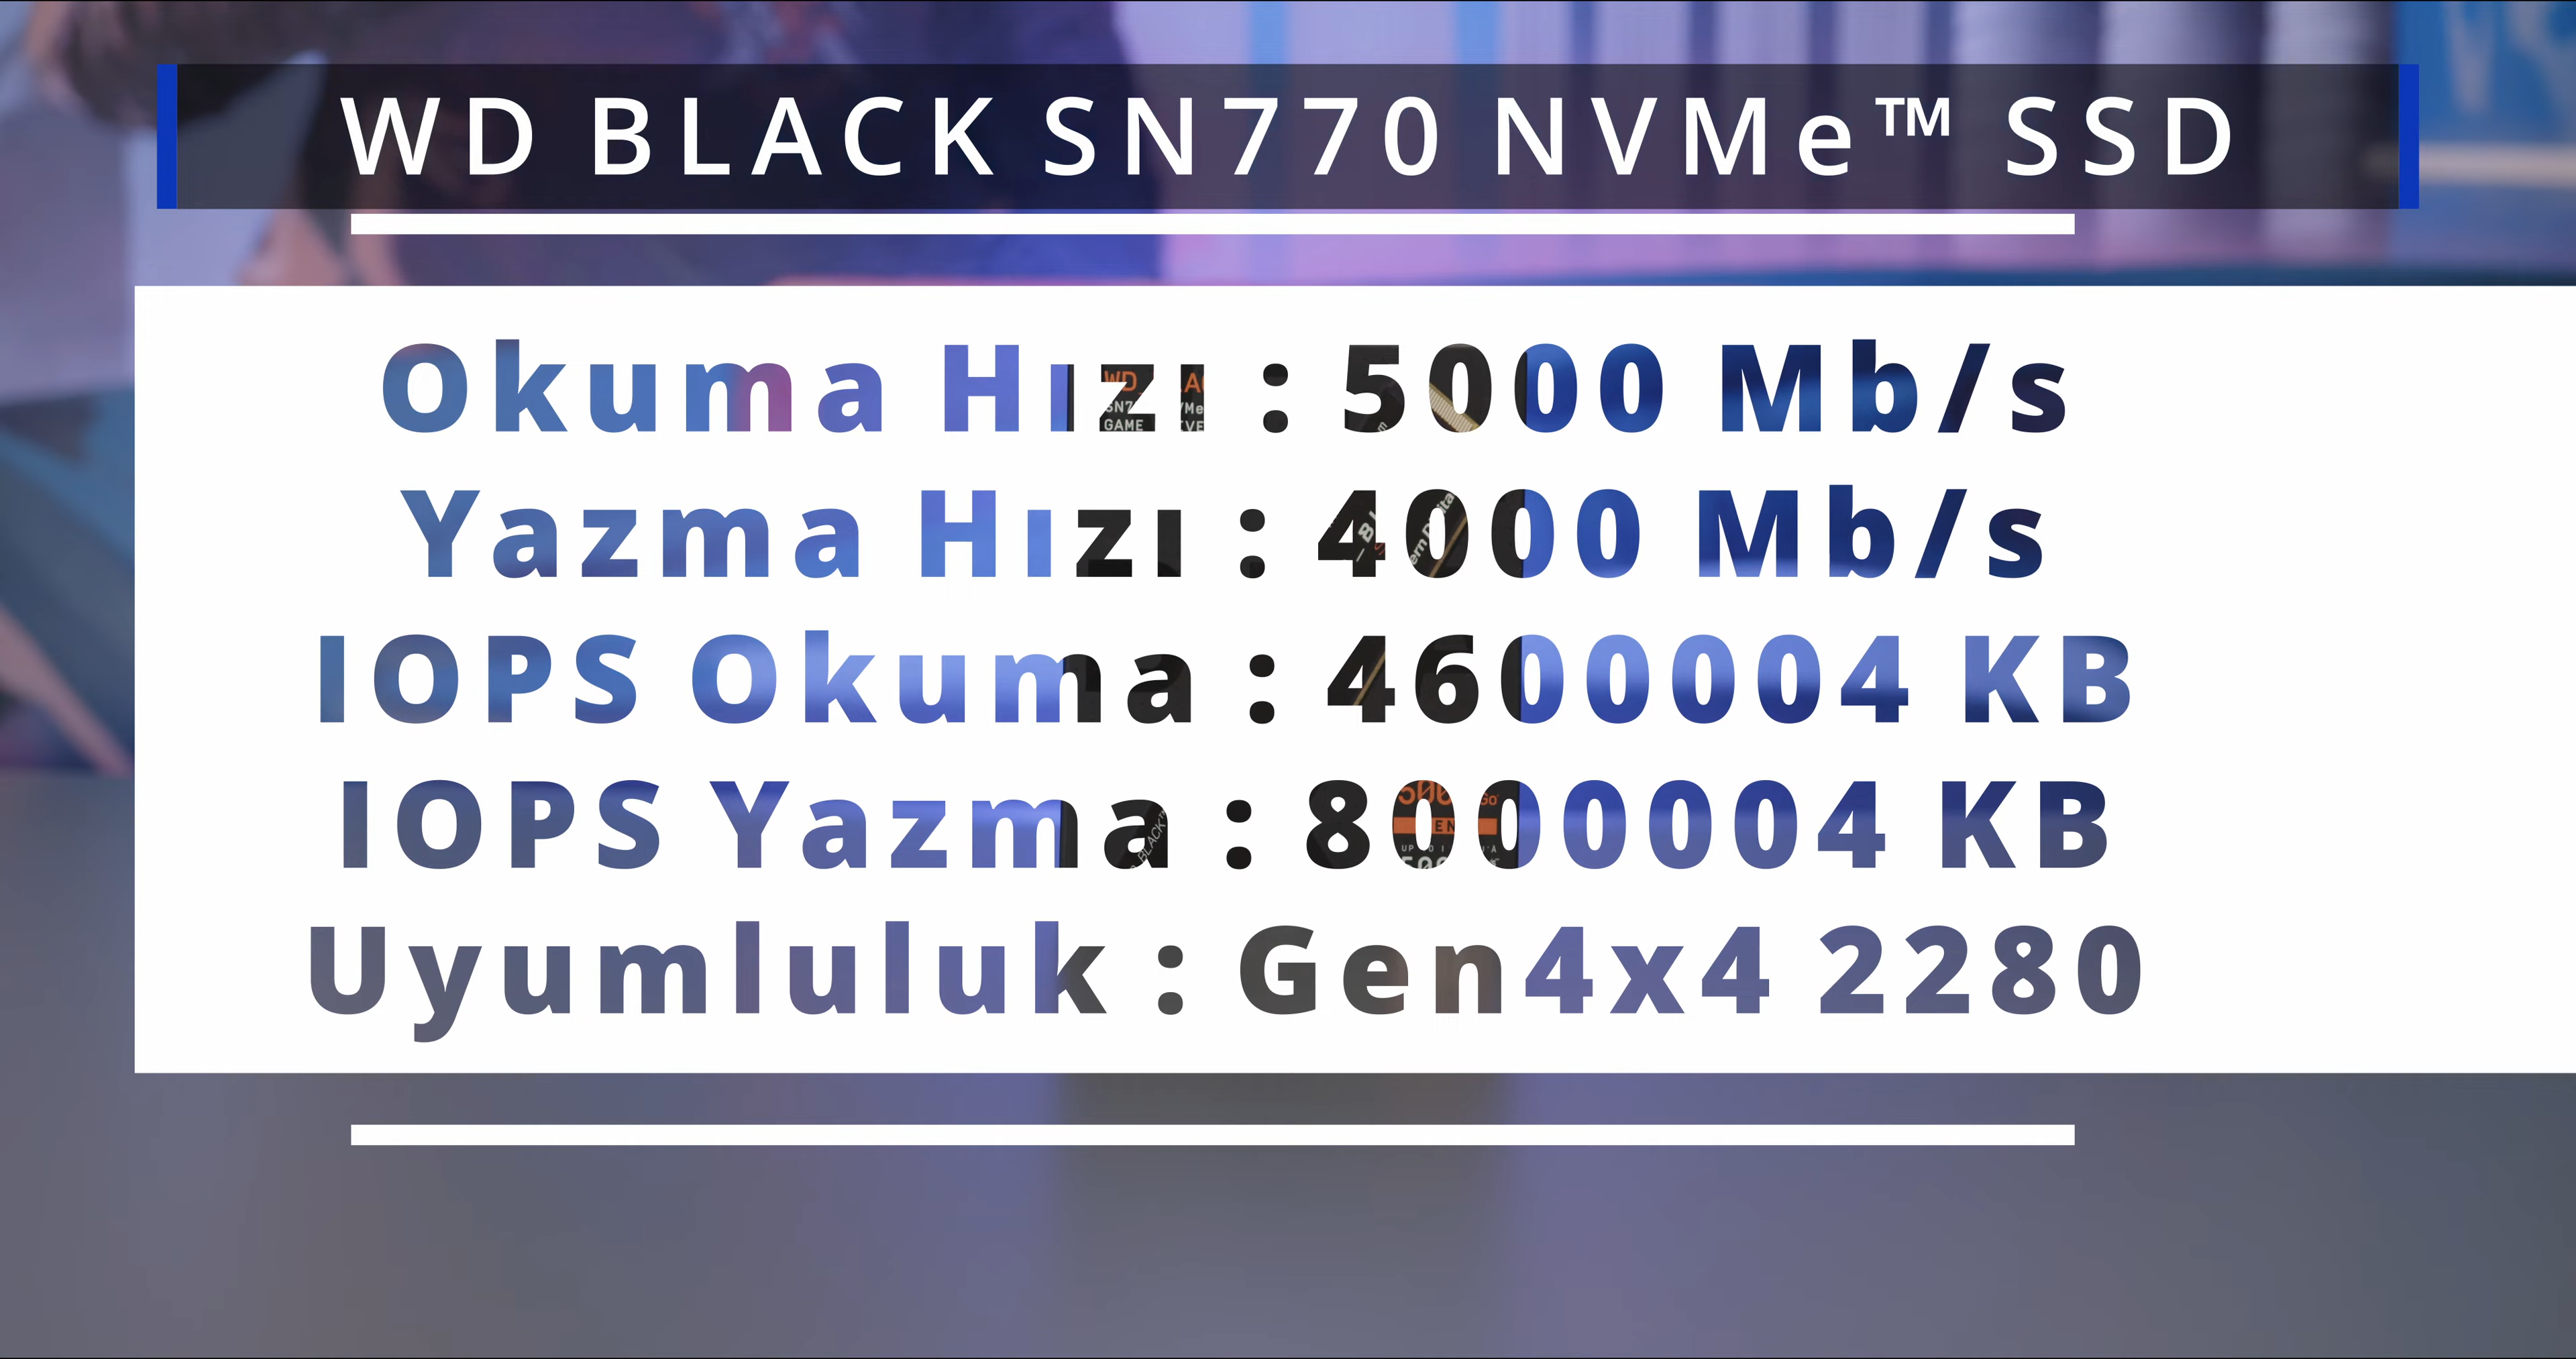 WD BLACK SN770 NVMe™ SSD
Okuma Hızı : 5000 Mb/s
Yazma Hızı : 4000 Mb/s
IOPS Okuma : 4600004 KB
IOPS Yazma : 8000004 KB
Uyumluluk : Gen4x4 2280